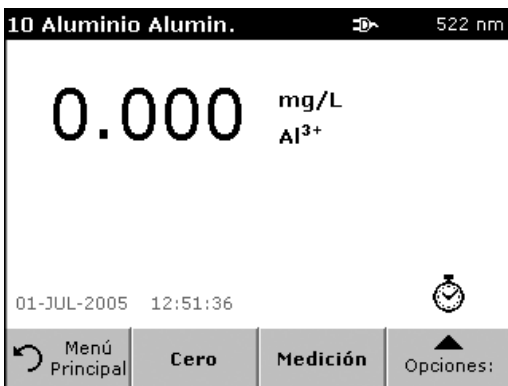 10 Aluminio Alumin. 522 nm
0.000 mg/L
Al³⁺
01-JUL-2005 12:51:36
Menú Principal Cero Medición Opciones: